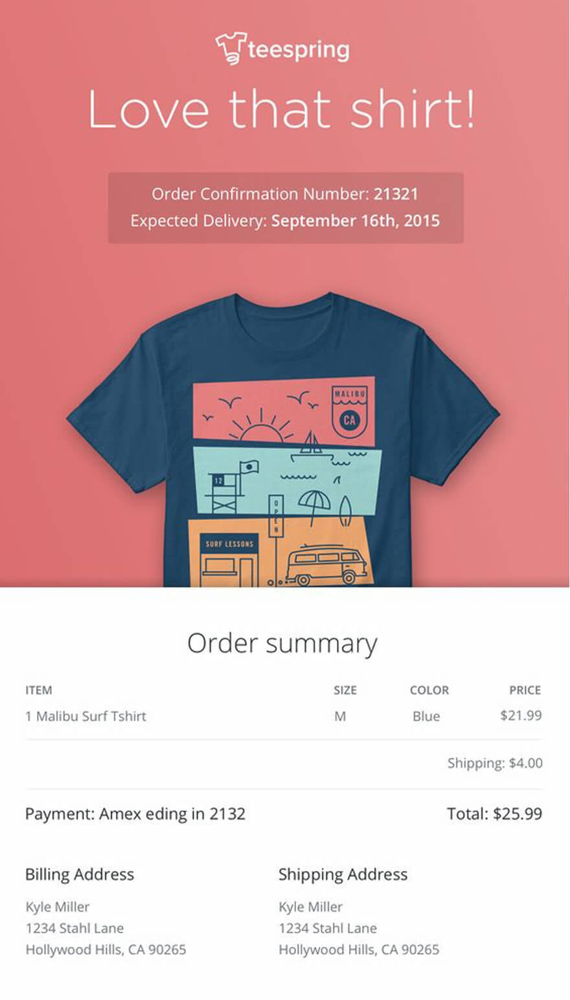 teespring
Love that shirt!
Order Confirmation Number: 21321
Expected Delivery: September 16th, 2015
MALIBU
CA
12
OPEN
SURF LESSONS
Order summary
ITEM SIZE COLOR PRICE
1 Malibu Surf Tshirt M Blue $21.99
Shipping: $4.00
Payment: Amex eding in 2132 Total: $25.99
Billing Address Shipping Address
Kyle Miller Kyle Miller
1234 Stahl Lane 1234 Stahl Lane
Hollywood Hills, CA 90265 Hollywood Hills, CA 90265